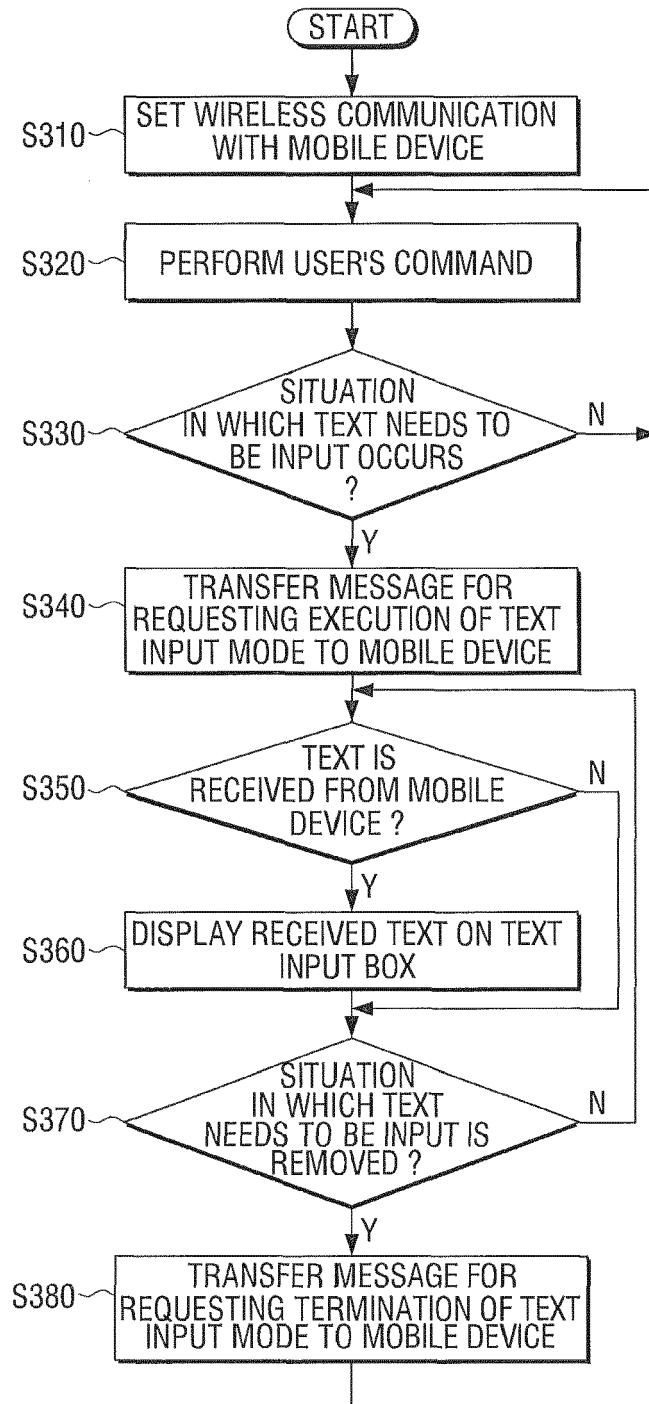 START
S310
SET WIRELESS COMMUNICATION
WITH MOBILE DEVICE
S320
PERFORM USER'S COMMAND
S330
SITUATION
IN WHICH TEXT NEEDS TO
BE INPUT OCCURS
?
N
Y
S340
TRANSFER MESSAGE FOR
REQUESTING EXECUTION OF TEXT
INPUT MODE TO MOBILE DEVICE
S350
TEXT IS
RECEIVED FROM MOBILE
DEVICE ?
N
Y
S360
DISPLAY RECEIVED TEXT ON TEXT
INPUT BOX
S370
SITUATION
IN WHICH TEXT
NEEDS TO BE INPUT IS
REMOVED ?
N
Y
S380
TRANSFER MESSAGE FOR
REQUESTING TERMINATION OF TEXT
INPUT MODE TO MOBILE DEVICE